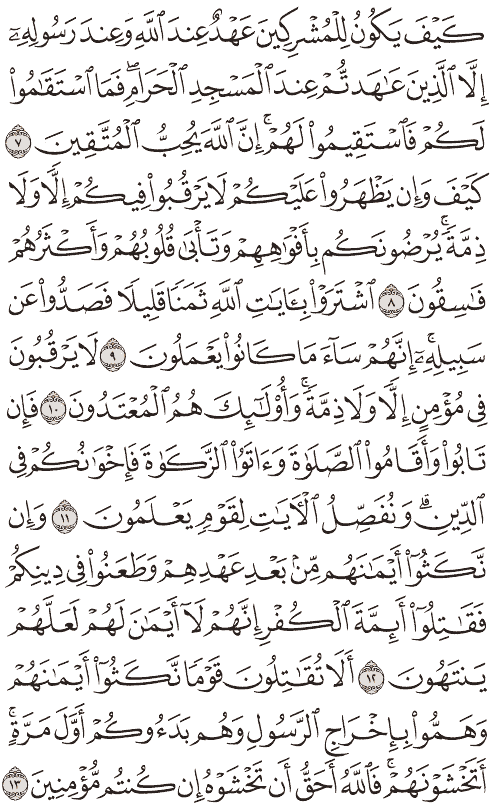 كَيْفَ يَكُونُ لِلْمُشْرِكِينَ عَهْدٌ عِندَ ٱللَّهِ وَعِندَ رَسُولِهِۦٓ
إِلَّا ٱلَّذِينَ عَٰهَدتُّمْ عِندَ ٱلْمَسْجِدِ ٱلْحَرَامِۖ فَمَا ٱسْتَقَٰمُوا۟
لَكُمْ فَٱسْتَقِيمُوا۟ لَهُمْۚ إِنَّ ٱللَّهَ يُحِبُّ ٱلْمُتَّقِينَ ٧
كَيْفَ وَإِن يَظْهَرُوا۟ عَلَيْكُمْ لَا يَرْقُبُوا۟ فِيكُمْ إِلًّا وَلَا
ذِمَّةًۚ يُرْضُونَكُم بِأَفْوَٰهِهِمْ وَتَأْبَىٰ قُلُوبُهُمْ وَأَكْثَرُهُمْ
فَٰسِقُونَ ٨ ٱشْتَرَوْا۟ بِـَٔايَٰتِ ٱللَّهِ ثَمَنًا قَلِيلًا فَصَدُّوا۟ عَن
سَبِيلِهِۦٓۚ إِنَّهُمْ سَآءَ مَا كَانُوا۟ يَعْمَلُونَ ٩ لَا يَرْقُبُونَ
فِى مُؤْمِنٍ إِلًّا وَلَا ذِمَّةًۚ وَأُو۟لَٰٓئِكَ هُمُ ٱلْمُعْتَدُونَ ١٠ فَإِن
تَابُوا۟ وَأَقَامُوا۟ ٱلصَّلَوٰةَ وَءَاتَوُا۟ ٱلزَّكَوٰةَ فَإِخْوَٰنُكُمْ فِى
ٱلدِّينِۗ وَنُفَصِّلُ ٱلْـَٔايَٰتِ لِقَوْمٍ يَعْلَمُونَ ١١ وَإِن
نَّكَثُوٓا۟ أَيْمَٰنَهُم مِّنۢ بَعْدِ عَهْدِهِمْ وَطَعَنُوا۟ فِى دِينِكُمْ
فَقَٰتِلُوٓا۟ أَئِمَّةَ ٱلْكُفْرِۙ إِنَّهُمْ لَآ أَيْمَٰنَ لَهُمْ لَعَلَّهُمْ
يَنتَهُونَ ١٢ أَلَا تُقَٰتِلُونَ قَوْمًا نَّكَثُوٓا۟ أَيْمَٰنَهُمْ
وَهَمُّوا۟ بِإِخْرَاجِ ٱلرَّسُولِ وَهُم بَدَءُوكُمْ أَوَّلَ مَرَّةٍۚ
أَتَخْشَوْنَهُمْۚ فَٱللَّهُ أَحَقُّ أَن تَخْشَوْهُ إِن كُنتُم مُّؤْمِنِينَ ١٣